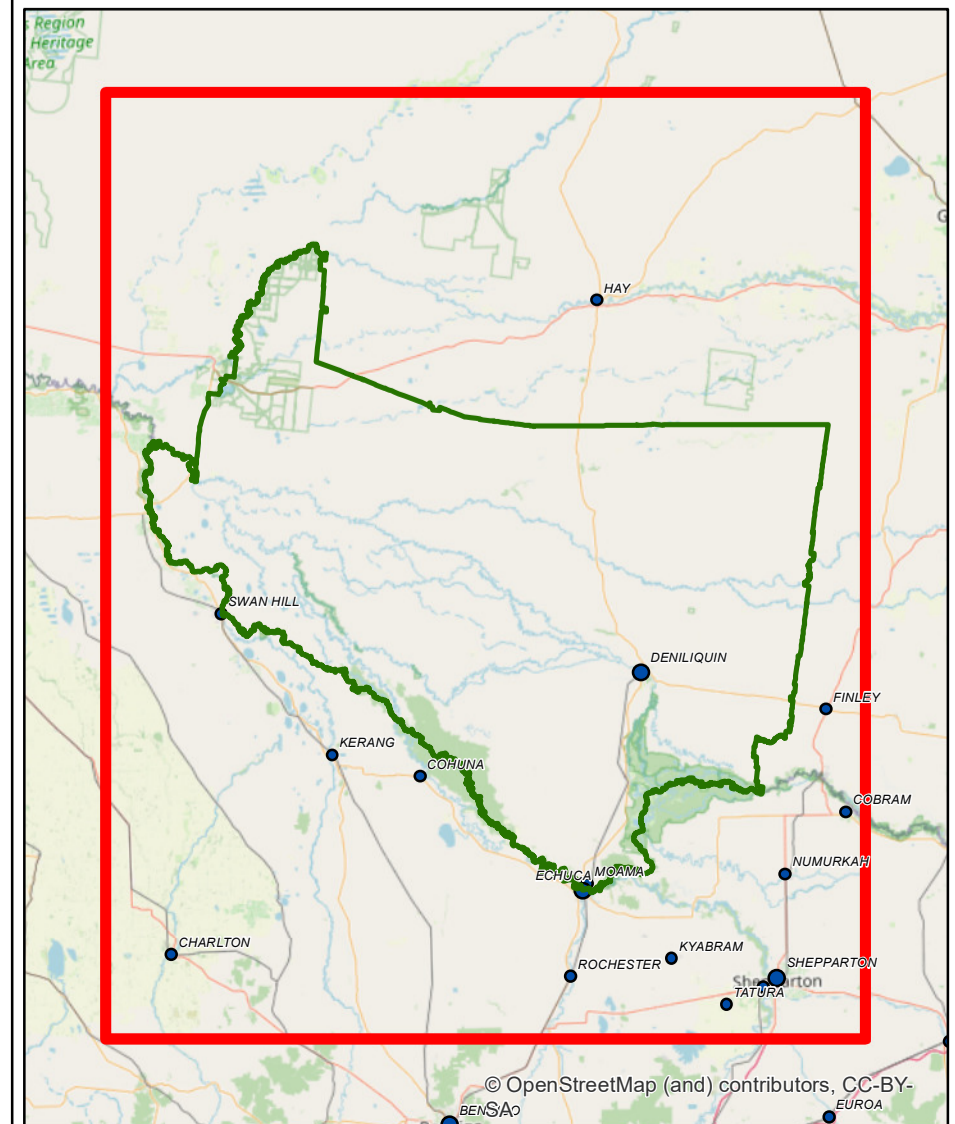 s Region
Heritage
Area
G
HAY
SWAN HILL
DENILIQUIN
FINLEY
KERANG
COHUNA
COBRAM
ECHUCA
MOAMA
NUMURKAH
CHARLTON
KYABRAM
ROCHESTER
SHEPPARTON
TATURA
© OpenStreetMap (and) contributors, CC-BY-
SA
EUROA